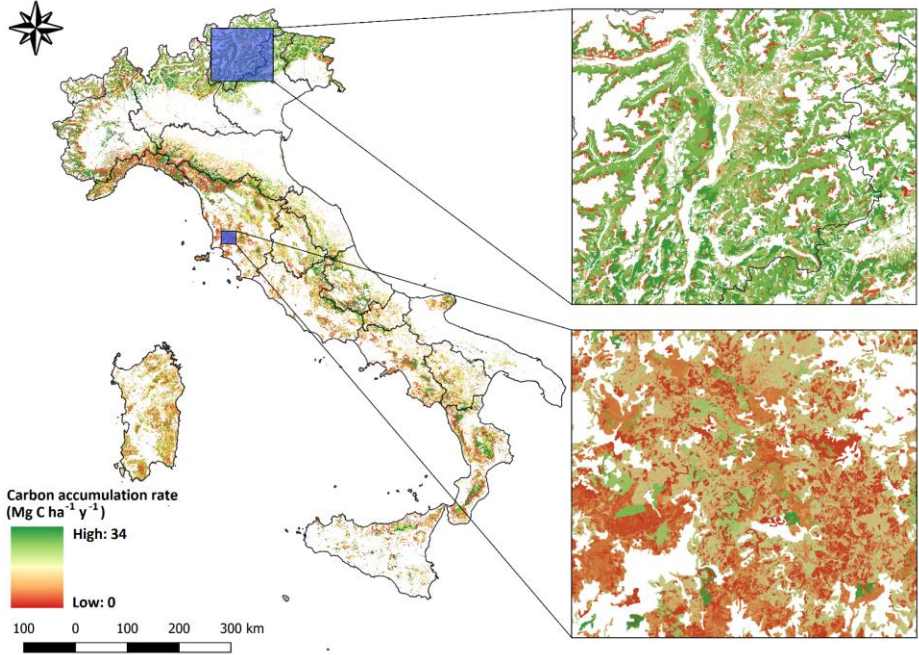 Carbon accumulation rate
(Mg C ha⁻¹ y⁻¹)
High: 34
Low: 0
100 0 100 200 300 km